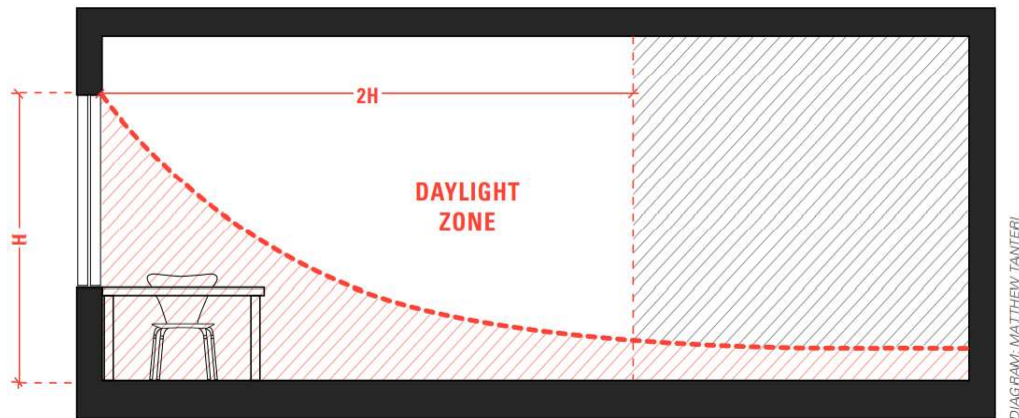 2H
DAYLIGHT
ZONE
H
DIAGRAM: MATTHEW TANTERI